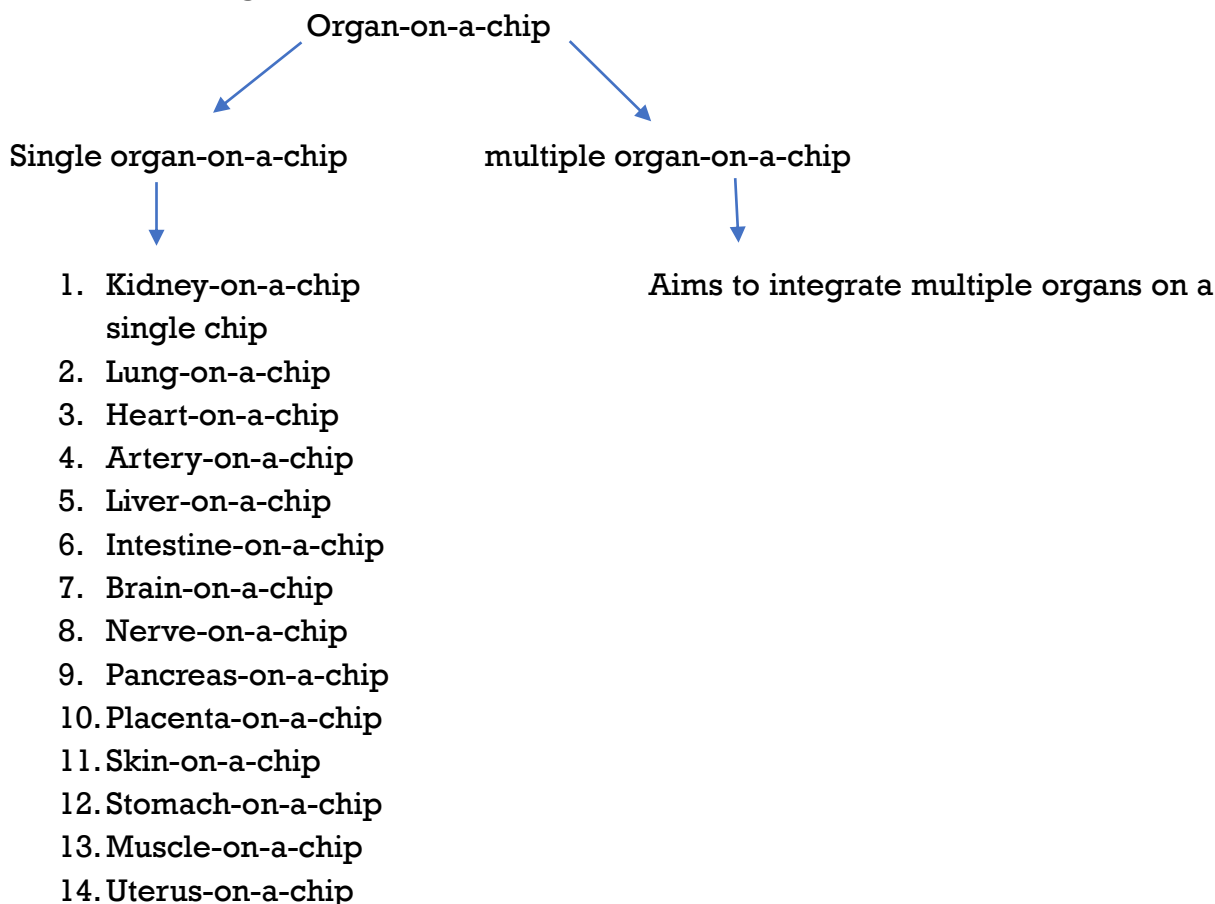 Organ-on-a-chip
Single organ-on-a-chip multiple organ-on-a-chip
1. Kidney-on-a-chip Aims to integrate multiple organs on a
single chip
2. Lung-on-a-chip
3. Heart-on-a-chip
4. Artery-on-a-chip
5. Liver-on-a-chip
6. Intestine-on-a-chip
7. Brain-on-a-chip
8. Nerve-on-a-chip
9. Pancreas-on-a-chip
10. Placenta-on-a-chip
11. Skin-on-a-chip
12. Stomach-on-a-chip
13. Muscle-on-a-chip
14. Uterus-on-a-chip